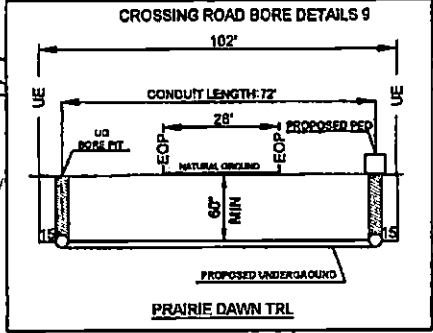 CROSSING ROAD BORE DETAILS 9
102'
UE
UE
CONDUIT LENGTH:72'
28'
UG
BORE PIT
EOP
EOP
PROPOSED PED
NATURAL GROUND
60"
MIN
15
15
PROPOSED UNDERGROUND
PRAIRIE DAWN TRL